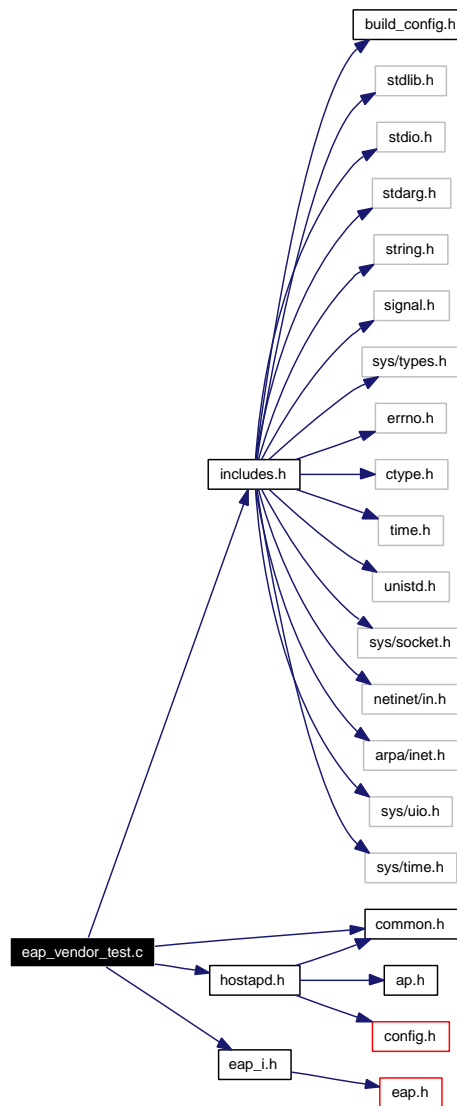 build_config.h
stdlib.h
stdio.h
stdarg.h
string.h
signal.h
sys/types.h
errno.h
includes.h
ctype.h
time.h
unistd.h
sys/socket.h
netinet/in.h
arpa/inet.h
sys/uio.h
sys/time.h
common.h
eap_vendor_test.c
hostapd.h
ap.h
config.h
eap_i.h
eap.h